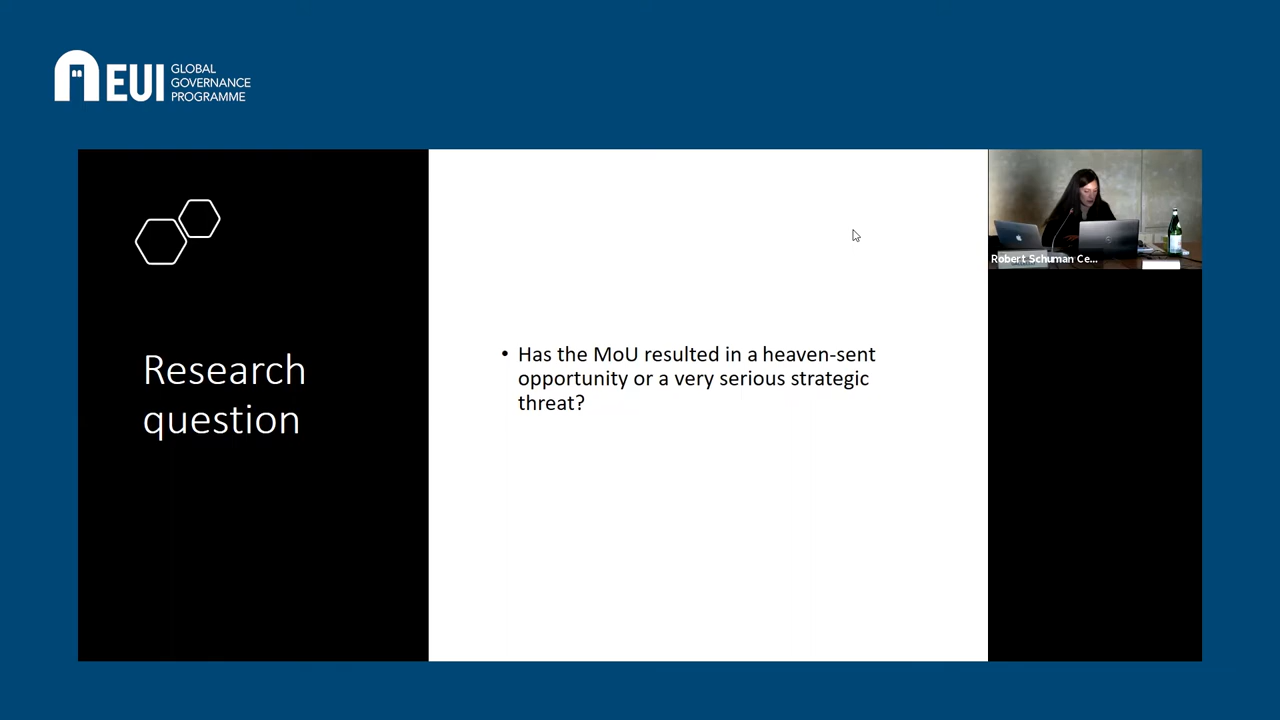 EUI
GLOBAL
GOVERNANCE
PROGRAMME
Research
question
• Has the MoU resulted in a heaven-sent
opportunity or a very serious strategic
threat?
Robert Schuman Ce...